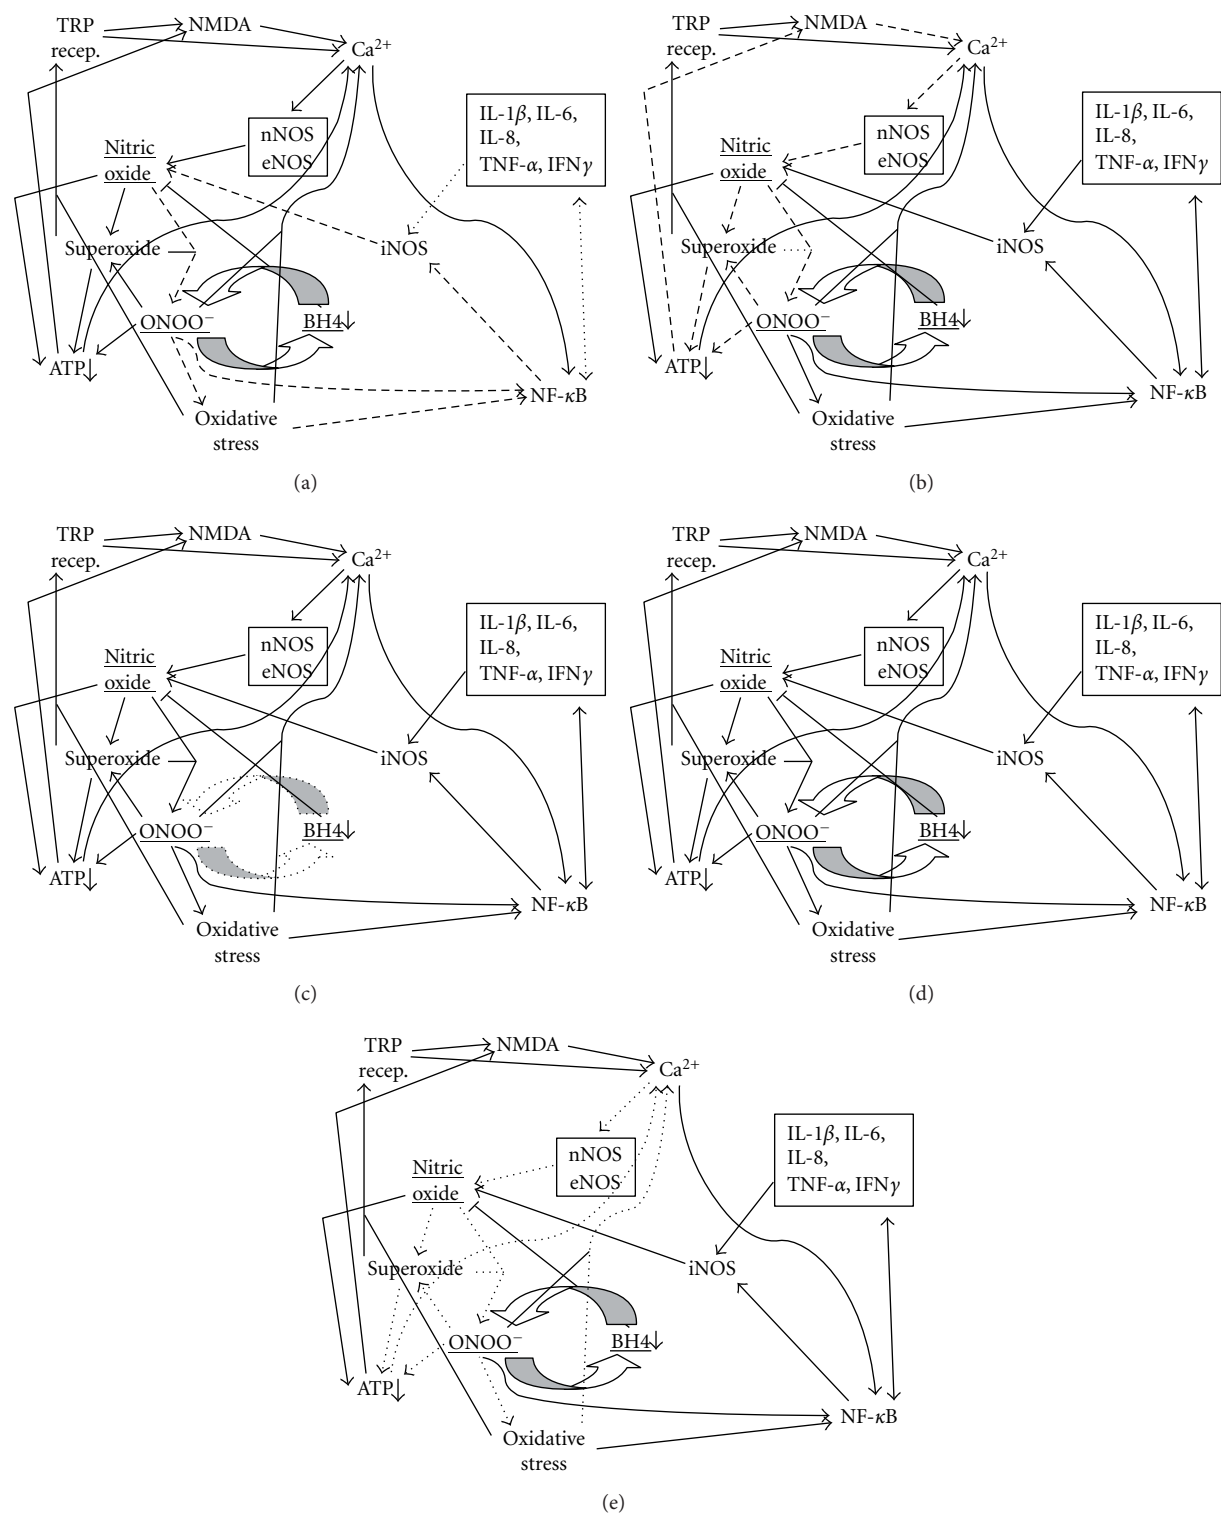 TRP
recep.
NMDA
Ca2+
IL-1β, IL-6,
IL-8,
TNF-α, IFNγ
nNOS
eNOS
Nitric
oxide
Superoxide
iNOS
ONOO−
BH4↓
ATP↓
NF-κB
Oxidative
stress
(a)
TRP
recep.
NMDA
Ca2+
IL-1β, IL-6,
IL-8,
TNF-α, IFNγ
nNOS
eNOS
Nitric
oxide
Superoxide
iNOS
ONOO−
BH4↓
ATP↓
NF-κB
Oxidative
stress
(b)
TRP
recep.
NMDA
Ca2+
IL-1β, IL-6,
IL-8,
TNF-α, IFNγ
nNOS
eNOS
Nitric
oxide
Superoxide
iNOS
ONOO−
BH4↓
ATP↓
NF-κB
Oxidative
stress
(c)
TRP
recep.
NMDA
Ca2+
IL-1β, IL-6,
IL-8,
TNF-α, IFNγ
nNOS
eNOS
Nitric
oxide
Superoxide
iNOS
ONOO−
BH4↓
ATP↓
NF-κB
Oxidative
stress
(d)
TRP
recep.
NMDA
Ca2+
IL-1β, IL-6,
IL-8,
TNF-α, IFNγ
nNOS
eNOS
Nitric
oxide
Superoxide
iNOS
ONOO−
BH4↓
ATP↓
NF-κB
Oxidative
stress
(e)